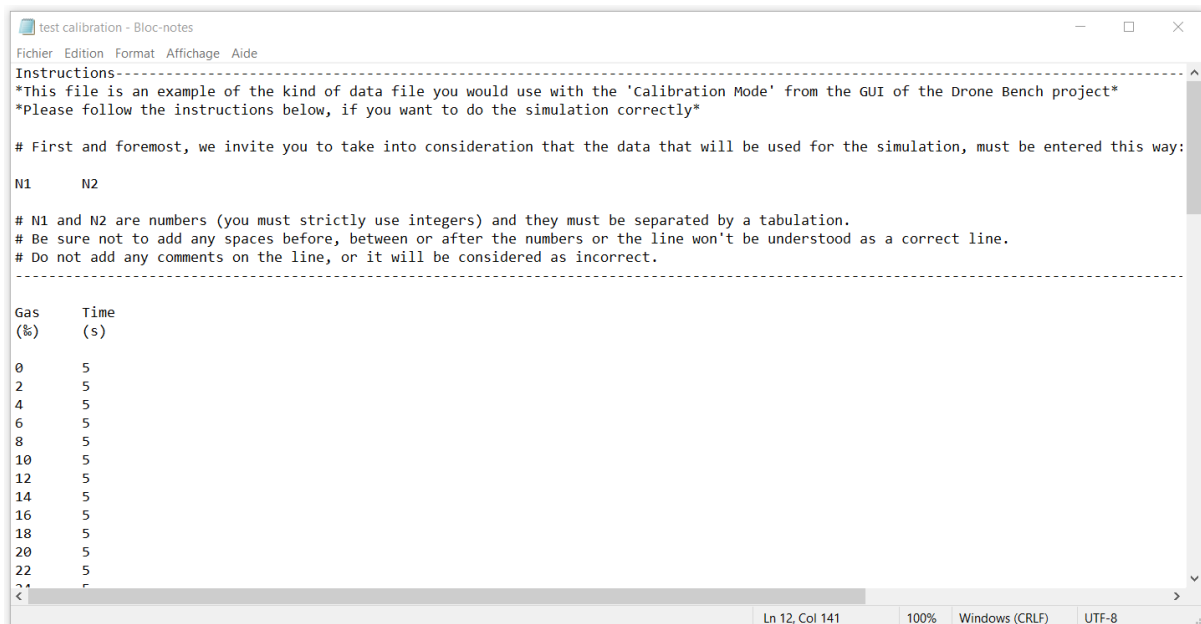 test calibration - Bloc-notes
Fichier Edition Format Affichage Aide
Instructions-----------------------------------------------------------------------------------------------------------------------------
*This file is an example of the kind of data file you would use with the 'Calibration Mode' from the GUI of the Drone Bench project*
*Please follow the instructions below, if you want to do the simulation correctly*
# First and foremost, we invite you to take into consideration that the data that will be used for the simulation, must be entered this way:
N1 N2
# N1 and N2 are numbers (you must strictly use integers) and they must be separated by a tabulation.
# Be sure not to add any spaces before, between or after the numbers or the line won't be understood as a correct line.
# Do not add any comments on the line, or it will be considered as incorrect.
-----------------------------------------------------------------------------------------------------------------------------------------
Gas Time
(‰) (s)
0 5
2 5
4 5
6 5
8 5
10 5
12 5
14 5
16 5
18 5
20 5
22 5
Ln 12, Col 141 100% Windows (CRLF) UTF-8